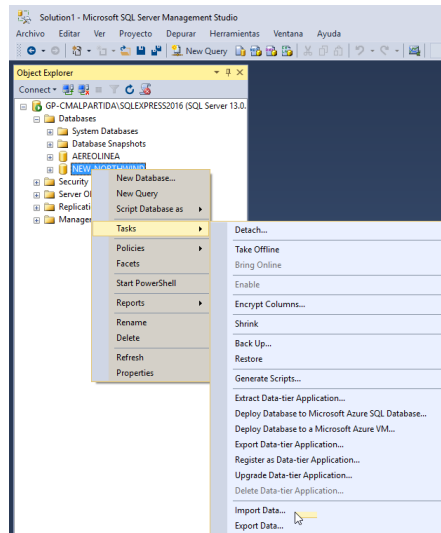 Solution1 - Microsoft SQL Server Management Studio
Archivo Editar Ver Proyecto Depurar Herramientas Ventana Ayuda
New Query
Object Explorer
Connect
GP-CMALPARTIDA\SQLEXPRESS2016 (SQL Server 13.0.
Databases
System Databases
Database Snapshots
AEREOLINEA
NEW-NORTHWIND
Security
Server Ob
Replicati
Manager
New Database...
New Query
Script Database as
Tasks
Policies
Facets
Start PowerShell
Reports
Rename
Delete
Refresh
Properties
Detach...
Take Offline
Bring Online
Enable
Encrypt Columns...
Shrink
Back Up...
Restore
Generate Scripts...
Extract Data-tier Application...
Deploy Database to Microsoft Azure SQL Database...
Deploy Database to a Microsoft Azure VM...
Export Data-tier Application...
Register as Data-tier Application...
Upgrade Data-tier Application...
Delete Data-tier Application...
Import Data...
Export Data...